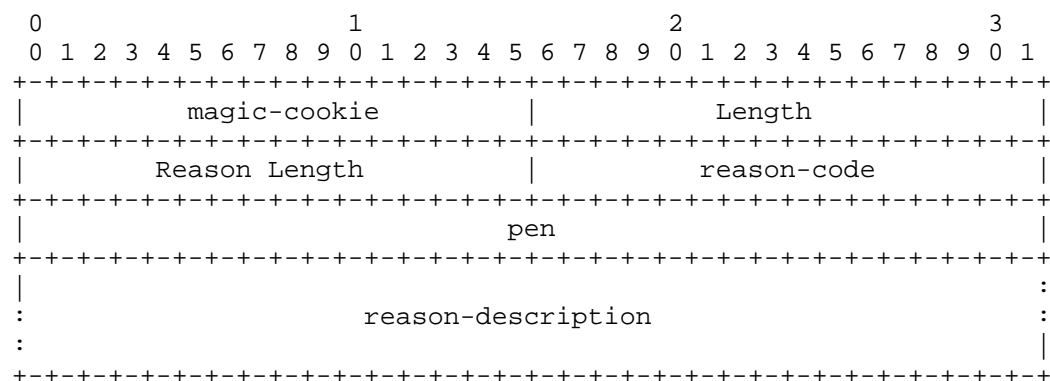 0                   1                   2                   3
 0 1 2 3 4 5 6 7 8 9 0 1 2 3 4 5 6 7 8 9 0 1 2 3 4 5 6 7 8 9 0 1
+-+-+-+-+-+-+-+-+-+-+-+-+-+-+-+-+-+-+-+-+-+-+-+-+-+-+-+-+-+-+-+-+
|          magic-cookie         |           Length              |
+-+-+-+-+-+-+-+-+-+-+-+-+-+-+-+-+-+-+-+-+-+-+-+-+-+-+-+-+-+-+-+-+
|        Reason Length          |          reason-code          |
+-+-+-+-+-+-+-+-+-+-+-+-+-+-+-+-+-+-+-+-+-+-+-+-+-+-+-+-+-+-+-+-+
|                              pen                              |
+-+-+-+-+-+-+-+-+-+-+-+-+-+-+-+-+-+-+-+-+-+-+-+-+-+-+-+-+-+-+-+-+
|                                                               :
:                     reason-description                        :
:                                                               |
+-+-+-+-+-+-+-+-+-+-+-+-+-+-+-+-+-+-+-+-+-+-+-+-+-+-+-+-+-+-+-+-+